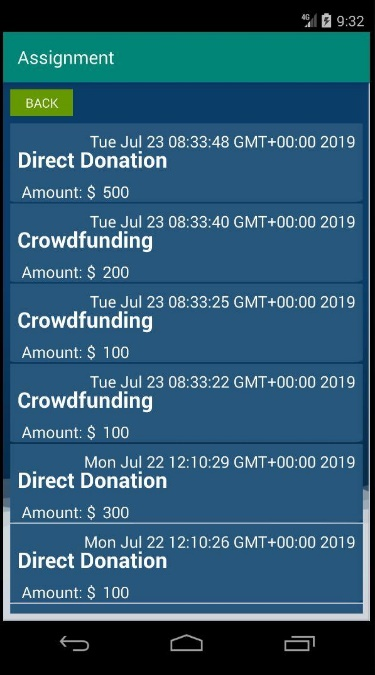 4G 9:32
Assignment
BACK
Tue Jul 23 08:33:48 GMT+00:00 2019
Direct Donation
Amount: $ 500
Tue Jul 23 08:33:40 GMT+00:00 2019
Crowdfunding
Amount: $ 200
Tue Jul 23 08:33:25 GMT+00:00 2019
Crowdfunding
Amount: $ 100
Tue Jul 23 08:33:22 GMT+00:00 2019
Crowdfunding
Amount: $ 100
Mon Jul 22 12:10:29 GMT+00:00 2019
Direct Donation
Amount: $ 300
Mon Jul 22 12:10:26 GMT+00:00 2019
Direct Donation
Amount: $ 100